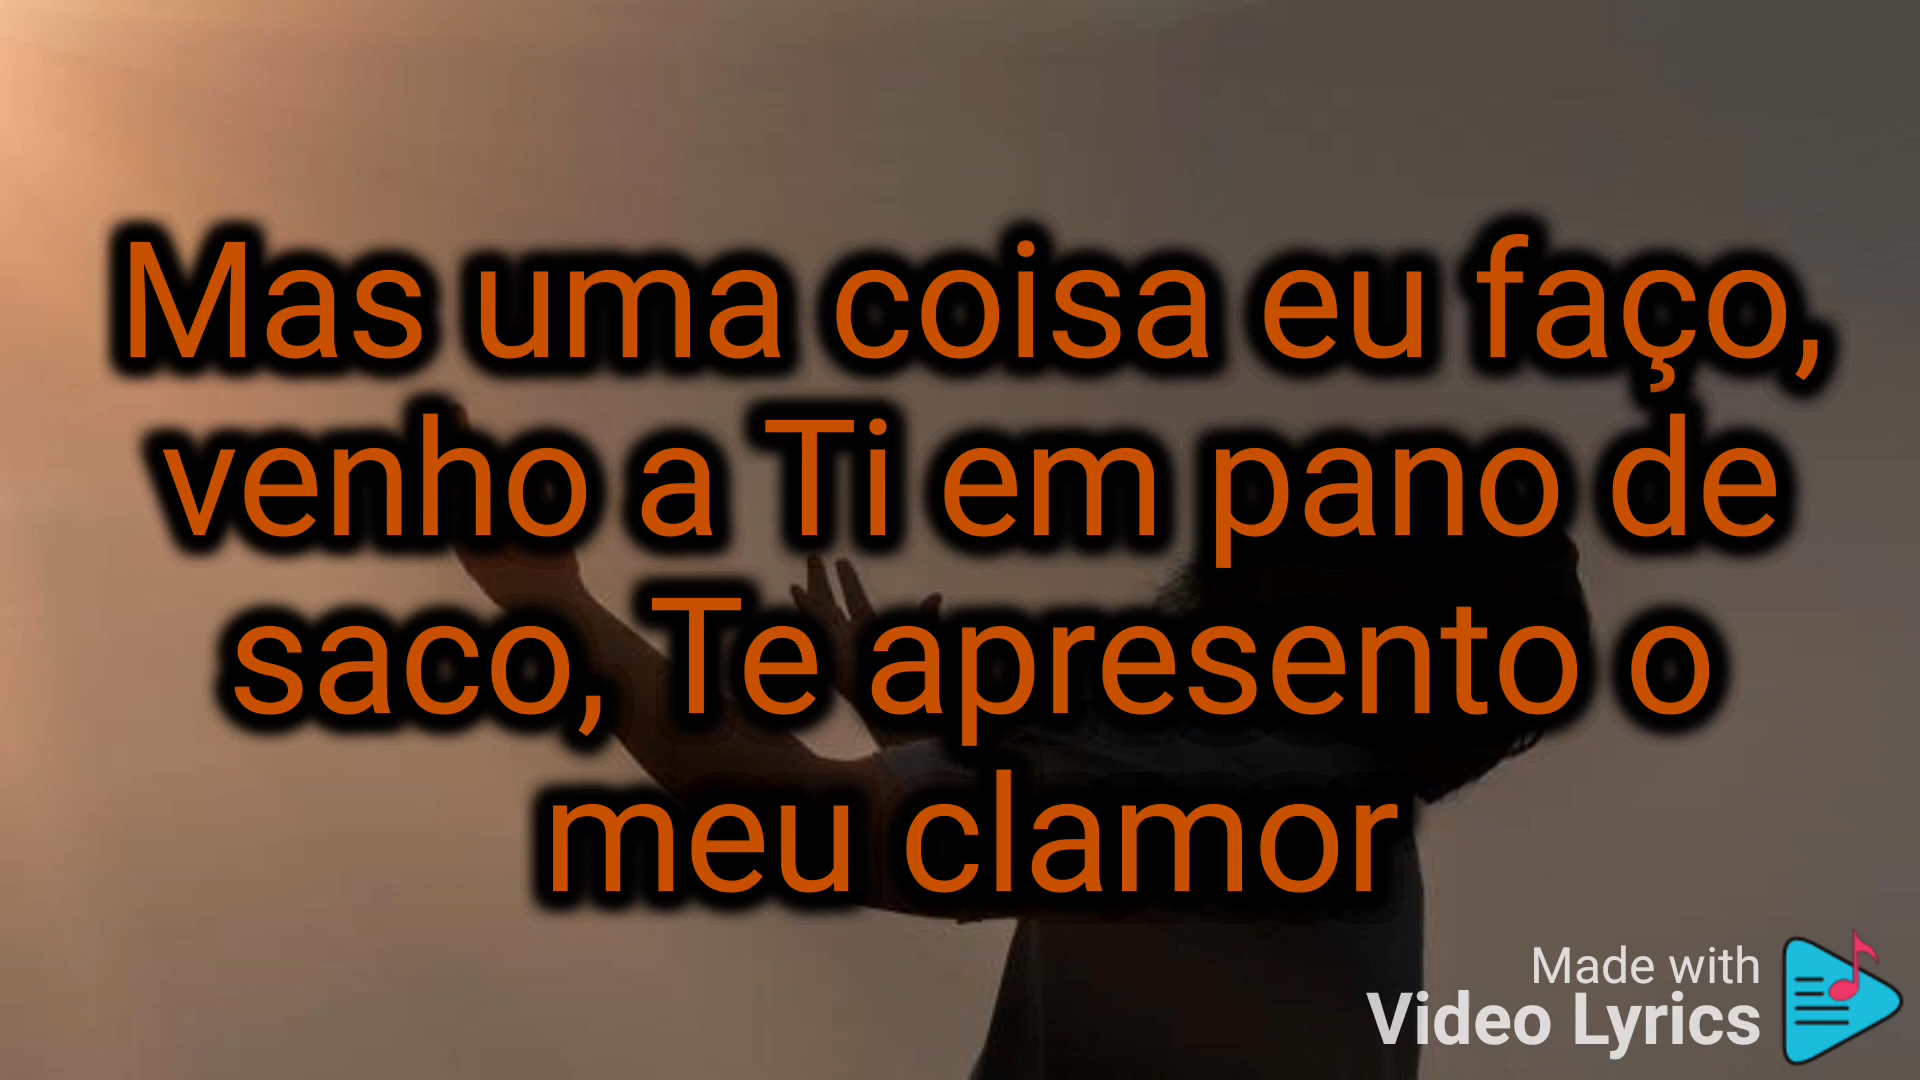 Mas uma coisa eu faço,
venho a Ti em pano de
saco, Te apresento o
meu clamor
Made with
Video Lyrics